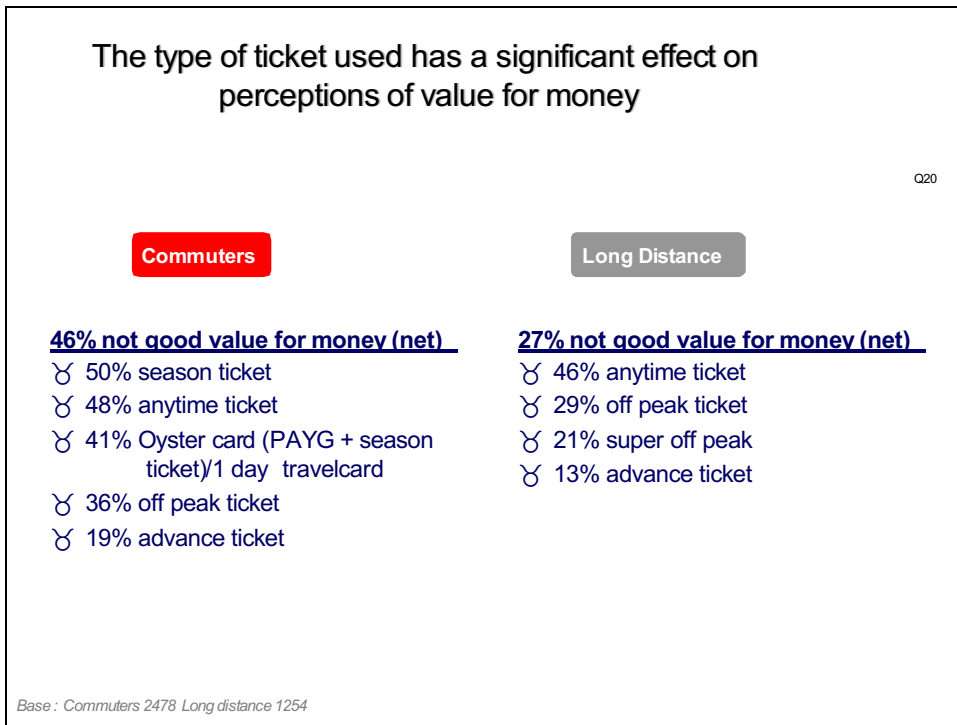 The type of ticket used has a significant effect on
perceptions of value for money
Q20
Commuters
46% not good value for money (net)
♉ 50% season ticket
♉ 48% anytime ticket
♉ 41% Oyster card (PAYG + season
ticket)/1 day travelcard
♉ 36% off peak ticket
♉ 19% advance ticket
Long Distance
27% not good value for money (net)
♉ 46% anytime ticket
♉ 29% off peak ticket
♉ 21% super off peak
♉ 13% advance ticket
Base : Commuters 2478 Long distance 1254